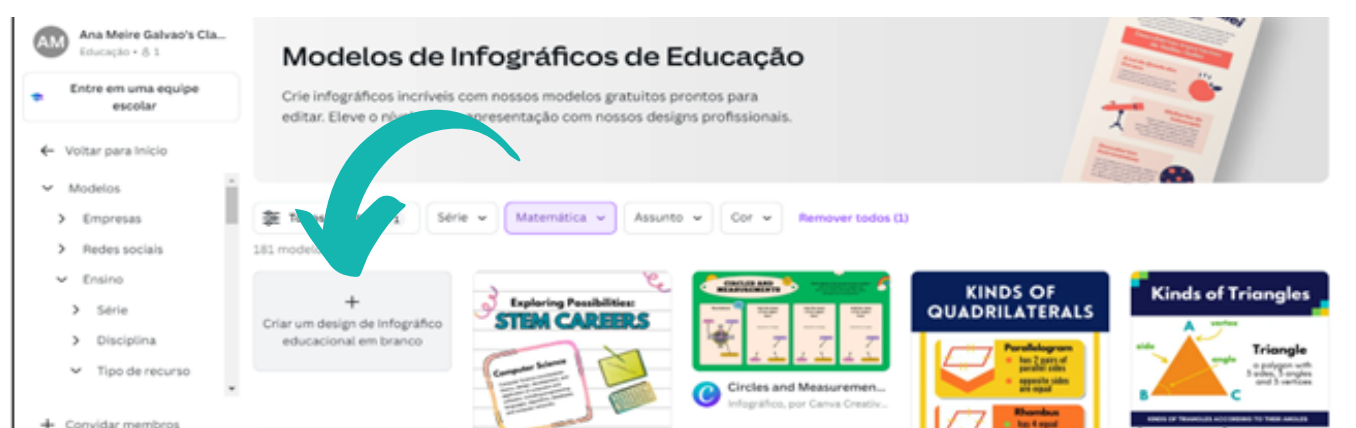 AM
Ana Meire Galvao's Cla...
Educação • 1
Entre em uma equipe
escolar
Voltar para Início
Modelos
Empresas
Redes sociais
Ensino
Série
Disciplina
Tipo de recurso
Convidar membros
Modelos de Infográficos de Educação
Crie infográficos incríveis com nossos modelos gratuitos prontos para
editar. Eleve o apresentação com nossos designs profissionais.
Série
Matemática
Assunto
Cor
Remover todos (1)
181
+
Criar um design de Infográfico
educacional em branco
Exploring Possibilities:
STEM CAREERS
Computer Science
CIRCLES AND
MEASUREMENTS
Circles and Measuremen...
Infográfico, por Canva Creativ...
KINDS OF
QUADRILATERALS
Parallelogram
has 2 pairs of
parallel sides
opposite sides
are equal
Rhombus
has 4 equal
Kinds of Triangles
vertex
A
side
angle
B
C
Triangle
a polygon with
3 sides, 3 angles
and 3 vertices
KINDS OF TRIANGLES ACCORDING TO THEIR ANGLES